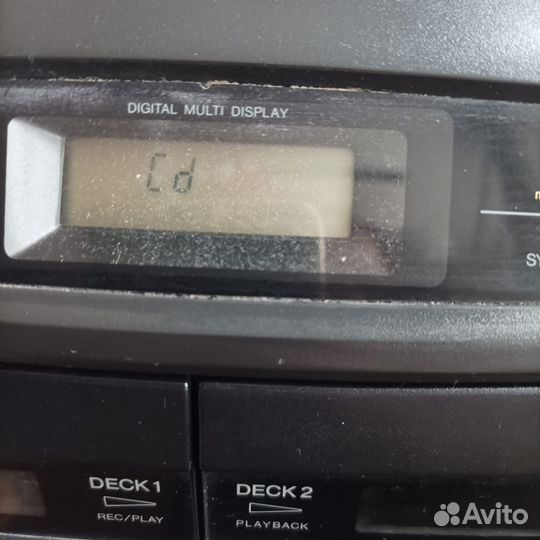 DIGITAL MULTI DISPLAY
Cd
DECK 1
REC/PLAY
DECK 2
PLAYBACK
Avito